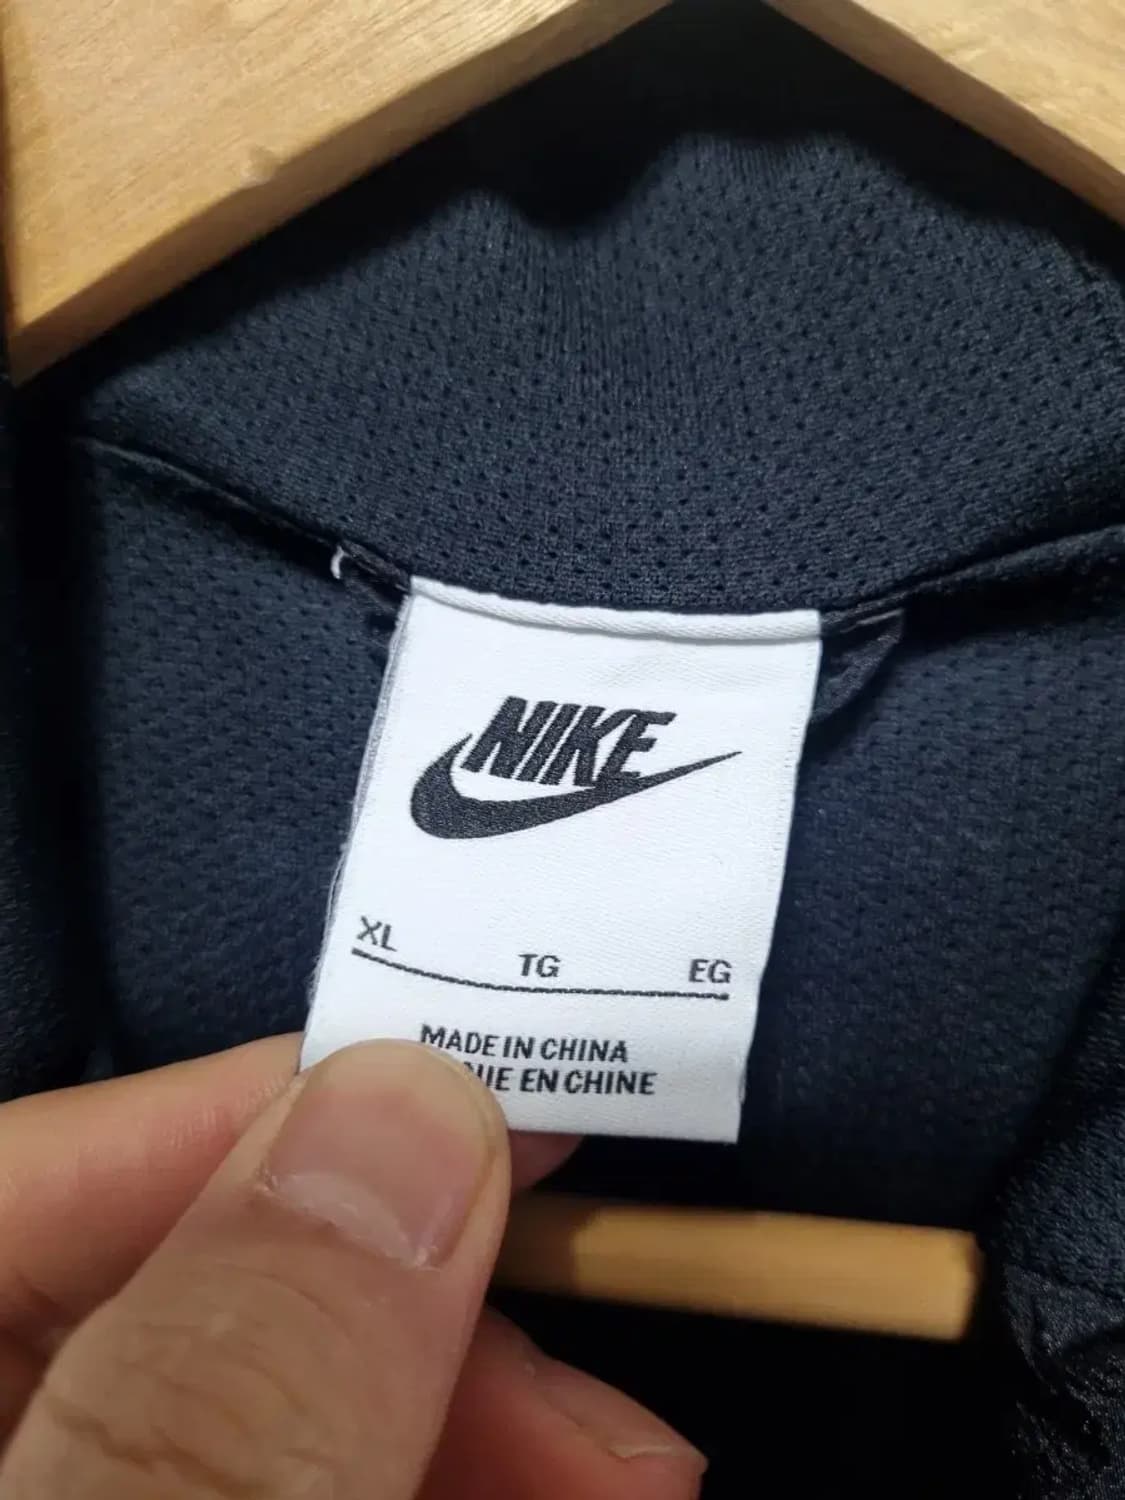 NIKE
XL TG EG
MADE IN CHINA
EN CHINE